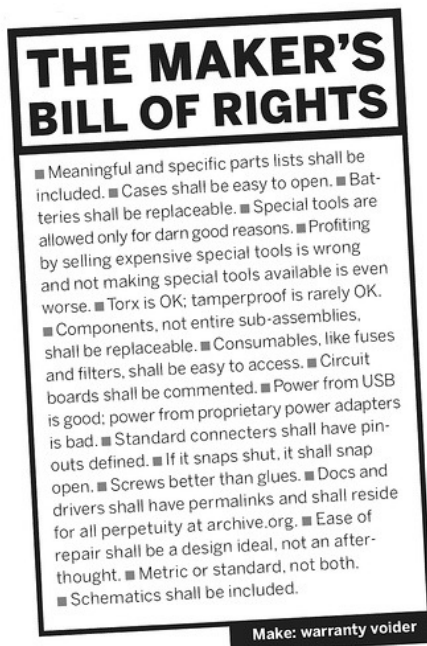 THE MAKER'S
BILL OF RIGHTS
■ Meaningful and specific parts lists shall be
included. ■ Cases shall be easy to open. ■ Bat-
teries shall be replaceable. ■ Special tools are
allowed only for darn good reasons. ■ Profiting
by selling expensive special tools is wrong
and not making special tools available is even
worse. ■ Torx is OK; tamperproof is rarely OK.
■ Components, not entire sub-assemblies,
shall be replaceable. ■ Consumables, like fuses
and filters, shall be easy to access. ■ Circuit
boards shall be commented. ■ Power from USB
is good; power from proprietary power adapters
is bad. ■ Standard connecters shall have pin-
outs defined. ■ If it snaps shut, it shall snap
open. ■ Screws better than glues. ■ Docs and
drivers shall have permalinks and shall reside
for all perpetuity at archive.org. ■ Ease of
repair shall be a design ideal, not an after-
thought. ■ Metric or standard, not both.
■ Schematics shall be included.
Make: warranty voider